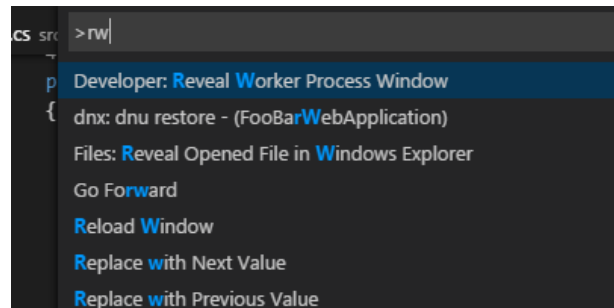 .cs src >rw
p Developer: Reveal Worker Process Window
{ dnx: dnu restore - (FooBarWebApplication)
Files: Reveal Opened File in Windows Explorer
Go Forward
Reload Window
Replace with Next Value
Replace with Previous Value